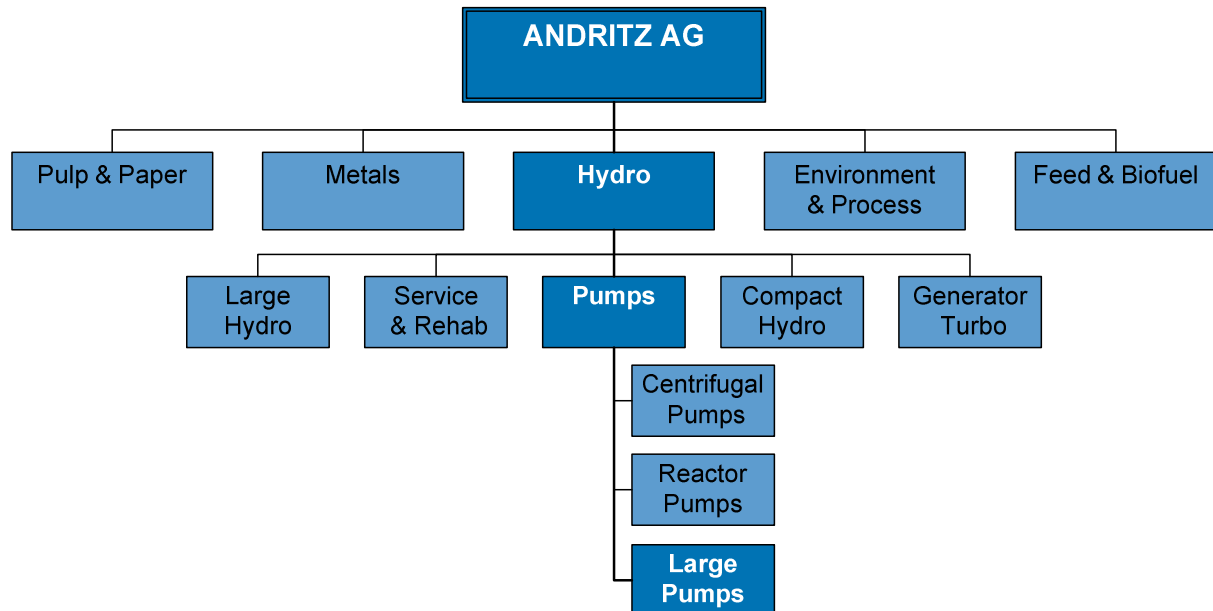 ANDRITZ AG
Pulp & Paper
Metals
Hydro
Environment
& Process
Feed & Biofuel
Large
Hydro
Service
& Rehab
Pumps
Compact
Hydro
Generator
Turbo
Centrifugal
Pumps
Reactor
Pumps
Large
Pumps